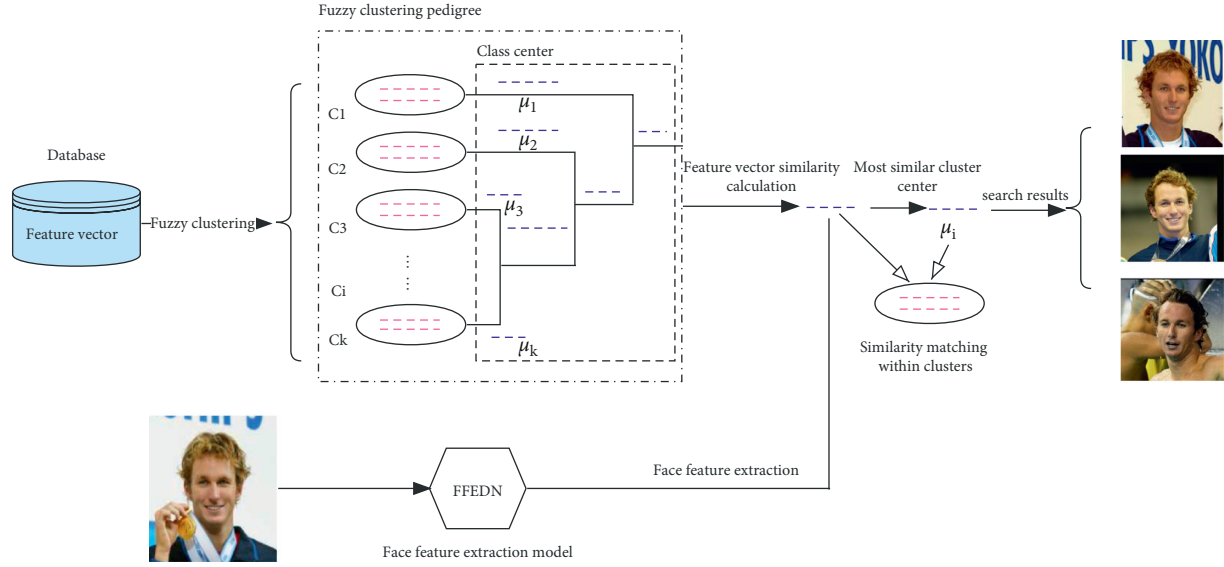 Fuzzy clustering pedigree
Class center
C1
μ1
C2
μ2
C3
μ3
Ci
Ck
μk
Database
Feature vector
Fuzzy clustering
Feature vector similarity
calculation
Most similar cluster
center
μi
search results
Similarity matching
within clusters
FFEDN
Face feature extraction
Face feature extraction model